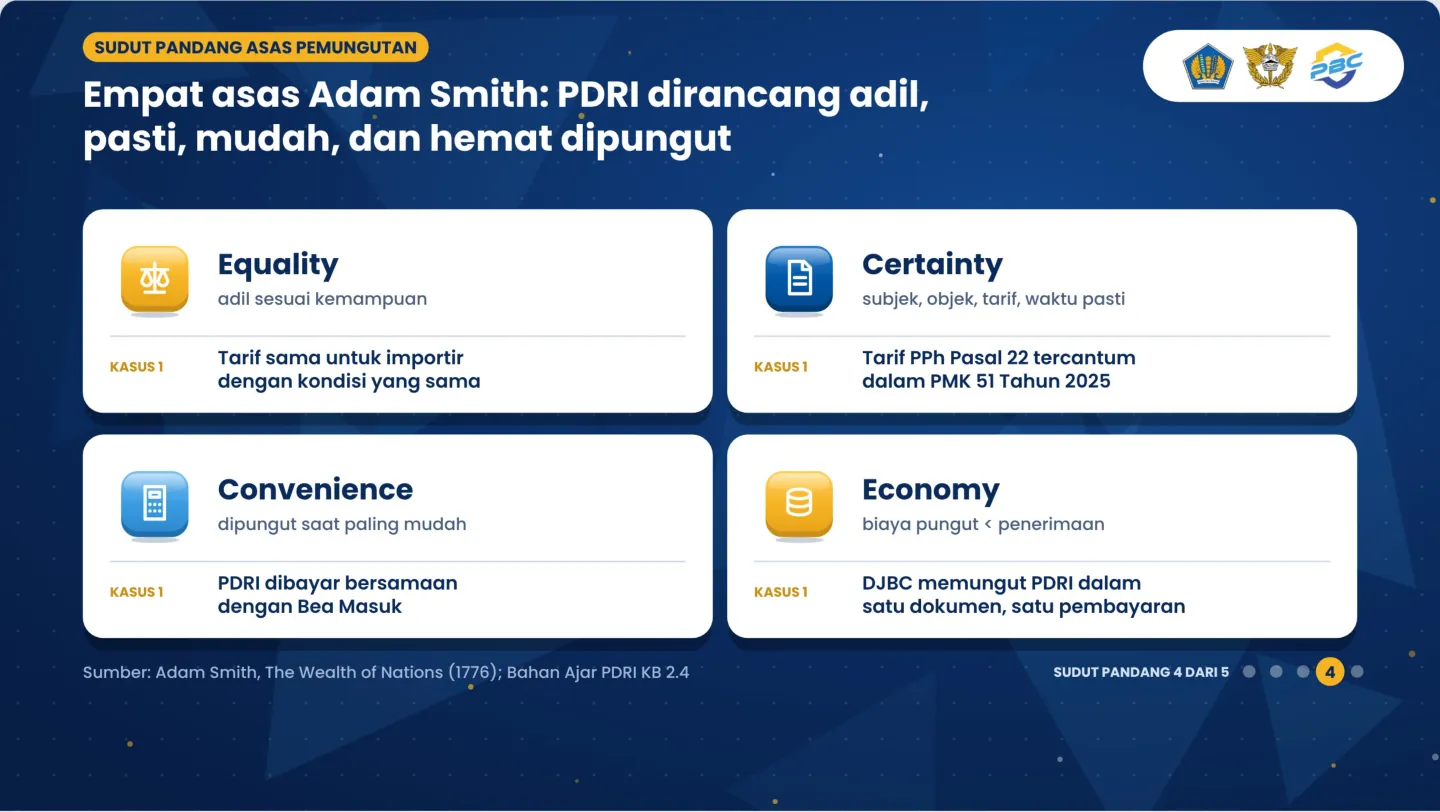 SUDUT PANDANG ASAS PEMUNGUTAN
Empat asas Adam Smith: PDRI dirancang adil,
pasti, mudah, dan hemat dipungut
PBC
Equality
adil sesuai kemampuan
KASUS 1
Tarif sama untuk importir
dengan kondisi yang sama
Certainty
subjek, objek, tarif, waktu pasti
KASUS 1
Tarif PPh Pasal 22 tercantum
dalam PMK 51 Tahun 2025
Convenience
dipungut saat paling mudah
KASUS 1
PDRI dibayar bersamaan
dengan Bea Masuk
Economy
biaya pungut < penerimaan
KASUS 1
DJBC memungut PDRI dalam
satu dokumen, satu pembayaran
Sumber: Adam Smith, The Wealth of Nations (1776); Bahan Ajar PDRI KB 2.4
SUDUT PANDANG 4 DARI 5
4